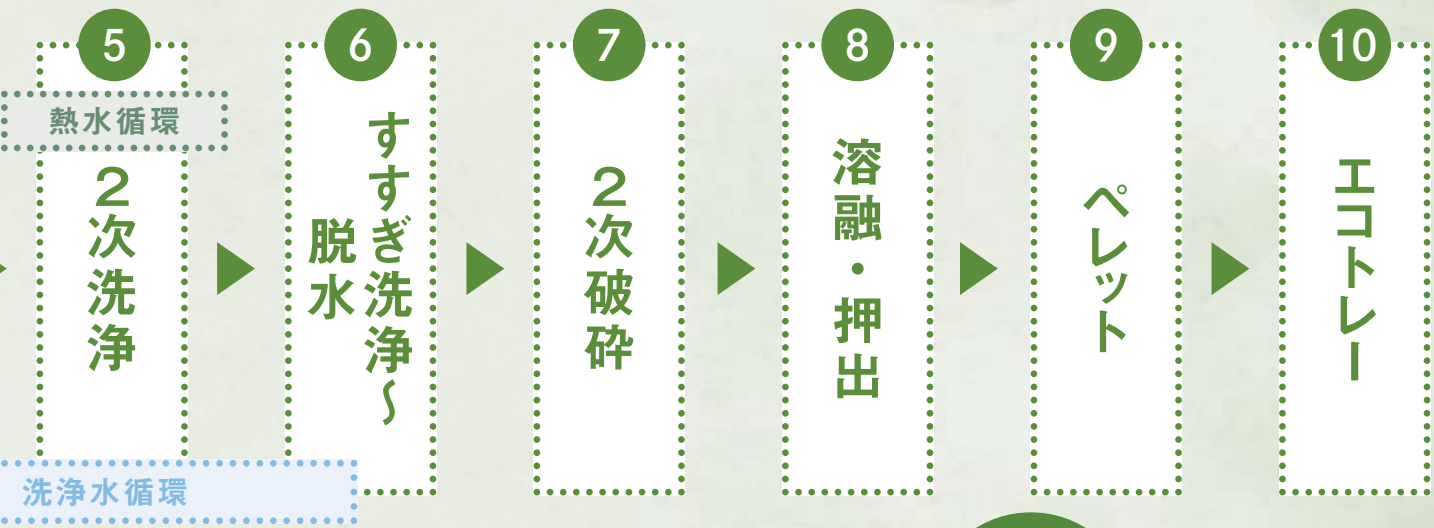 5
熱水循環
2次洗浄
6
すすぎ洗浄〜
脱水
7
2次破砕
8
溶融・押出
9
ペレット
10
エコトレー
洗浄水循環